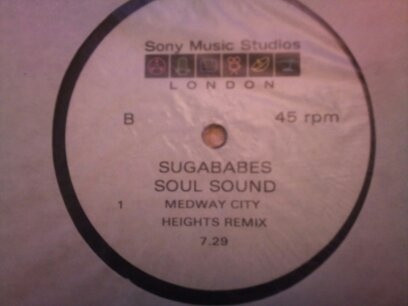 Sony Music Studios
LONDON
B 45 rpm
SUGABABES
SOUL SOUND
1 MEDWAY CITY
HEIGHTS REMIX
7.29